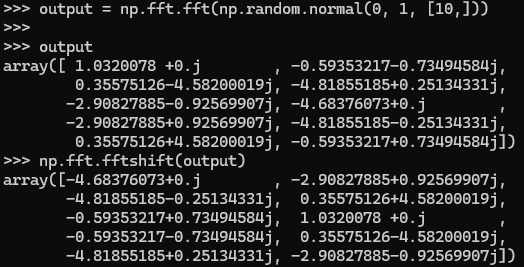 >>> output = np.fft.fft(np.random.normal(0, 1, [10,]))
>>>
>>> output
array([ 1.0320078 +0.j        , -0.59353217-0.73494584j,
        0.35575126-4.58200019j, -4.81855185+0.25134331j,
       -2.90827885-0.92569907j, -4.68376073+0.j        ,
       -2.90827885+0.92569907j, -4.81855185-0.25134331j,
        0.35575126+4.58200019j, -0.59353217+0.73494584j])
>>> np.fft.fftshift(output)
array([-4.68376073+0.j        , -2.90827885+0.92569907j,
       -4.81855185-0.25134331j,  0.35575126+4.58200019j,
       -0.59353217+0.73494584j,  1.0320078 +0.j        ,
       -0.59353217-0.73494584j,  0.35575126-4.58200019j,
       -4.81855185+0.25134331j, -2.90827885-0.92569907j])